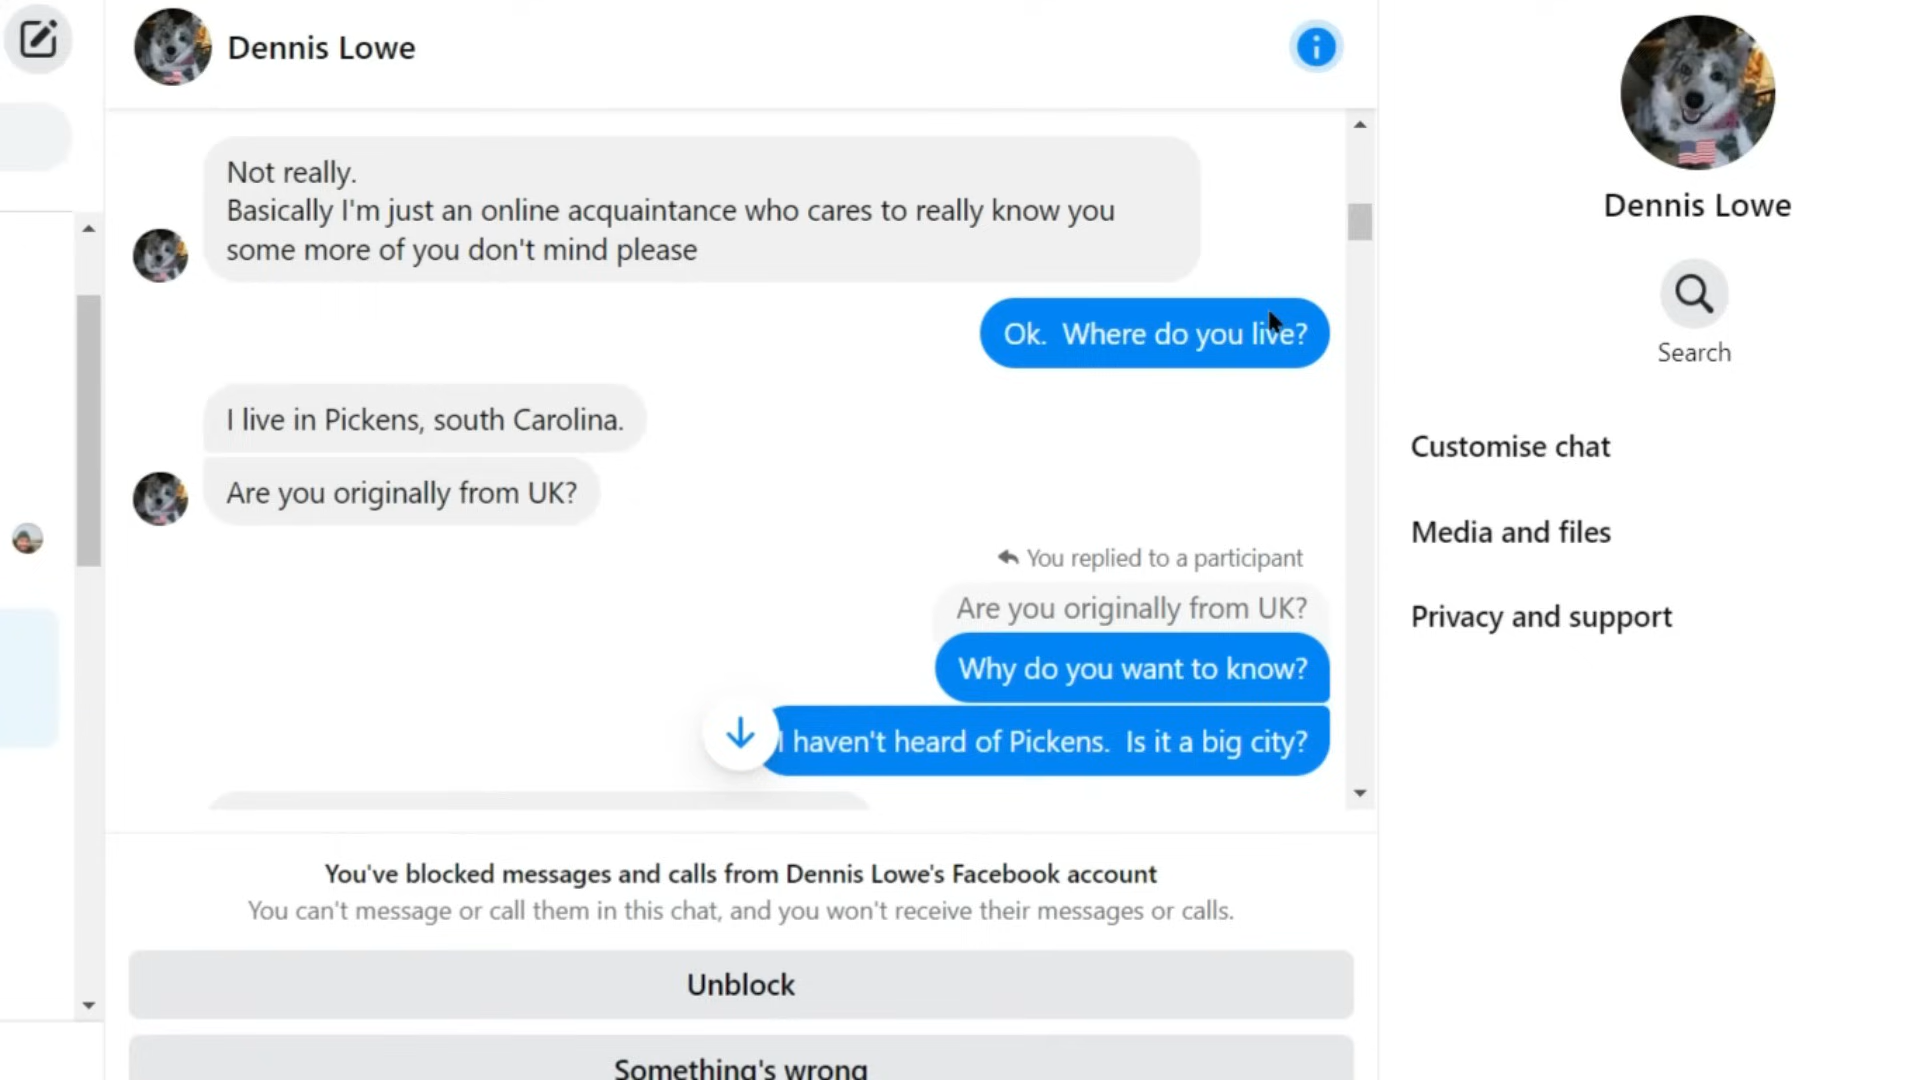 Dennis Lowe
Not really.
Basically I'm just an online acquaintance who cares to really know you
some more of you don't mind please
Ok.  Where do you live?
I live in Pickens, south Carolina.
Are you originally from UK?
You replied to a participant
Are you originally from UK?
Why do you want to know?
I haven't heard of Pickens.  Is it a big city?
You've blocked messages and calls from Dennis Lowe's Facebook account
You can't message or call them in this chat, and you won't receive their messages or calls.
Unblock
Something's wrong
Dennis Lowe
Search
Customise chat
Media and files
Privacy and support